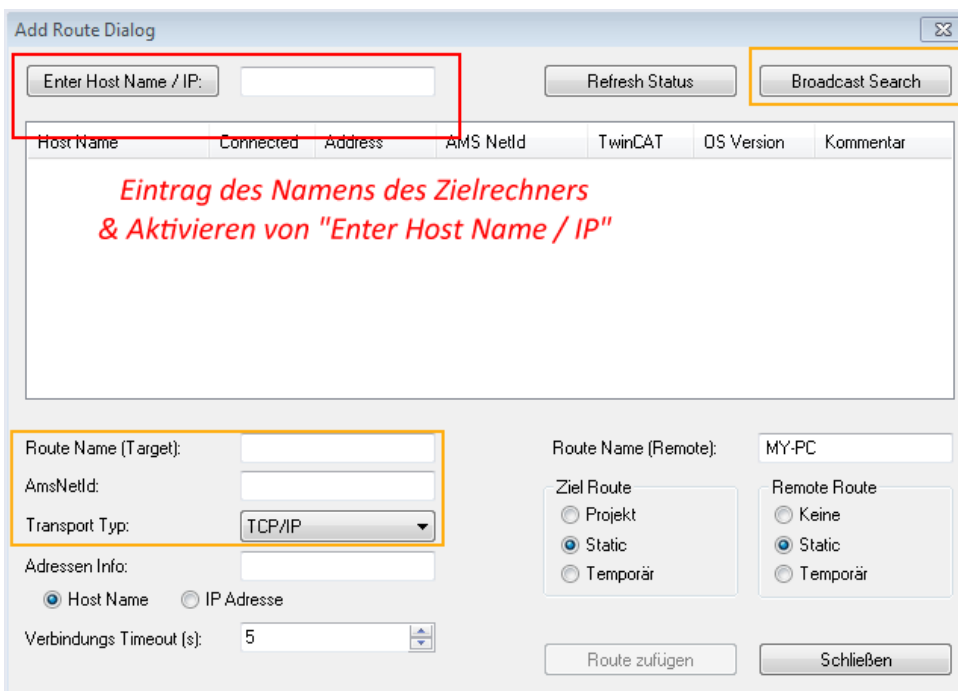 Add Route Dialog
Enter Host Name / IP:
Refresh Status
Broadcast Search
Host Name Connected Address AMS NetId TwinCAT OS Version Kommentar
Eintrag des Namens des Zielrechners
& Aktivieren von "Enter Host Name / IP"
Route Name (Target):
AmsNetId:
Transport Typ: TCP/IP
Adressen Info:
Host Name IP Adresse
Verbindungs Timeout (s): 5
Route Name (Remote): MY-PC
Ziel Route
Projekt
Static
Temporär
Remote Route
Keine
Static
Temporär
Route zufügen
Schließen